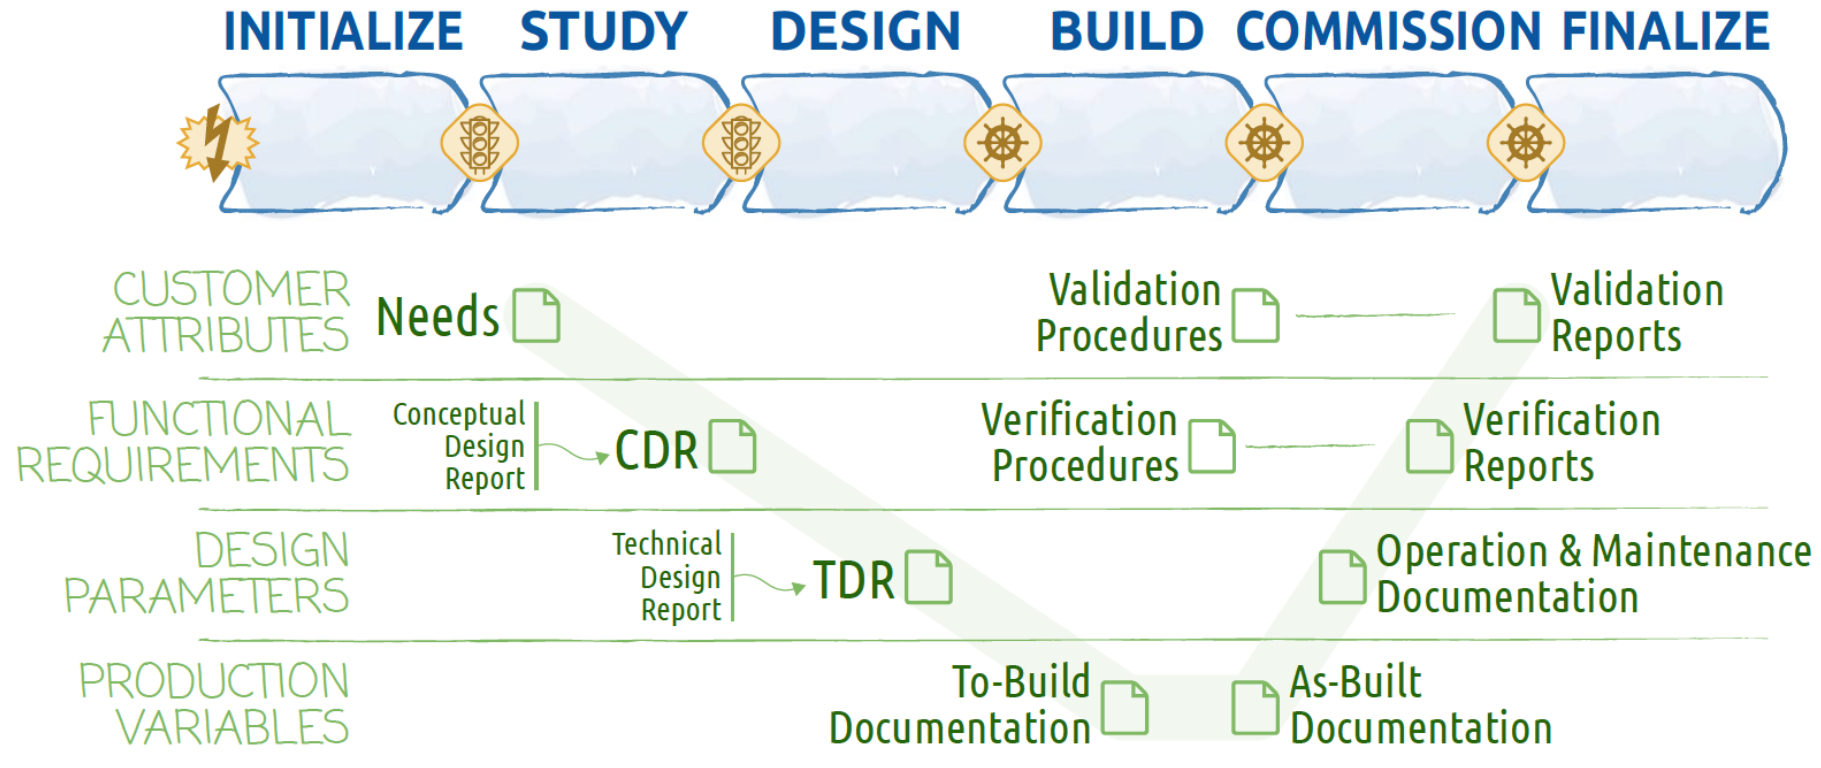 INITIALIZE STUDY DESIGN BUILD COMMISSION FINALIZE
CUSTOMER
ATTRIBUTES
Needs
Validation
Procedures
Validation
Reports
FUNCTIONAL
REQUIREMENTS
Conceptual
Design
Report
CDR
Verification
Procedures
Verification
Reports
DESIGN
PARAMETERS
Technical
Design
Report
TDR
Operation & Maintenance
Documentation
PRODUCTION
VARIABLES
To-Build
Documentation
As-Built
Documentation